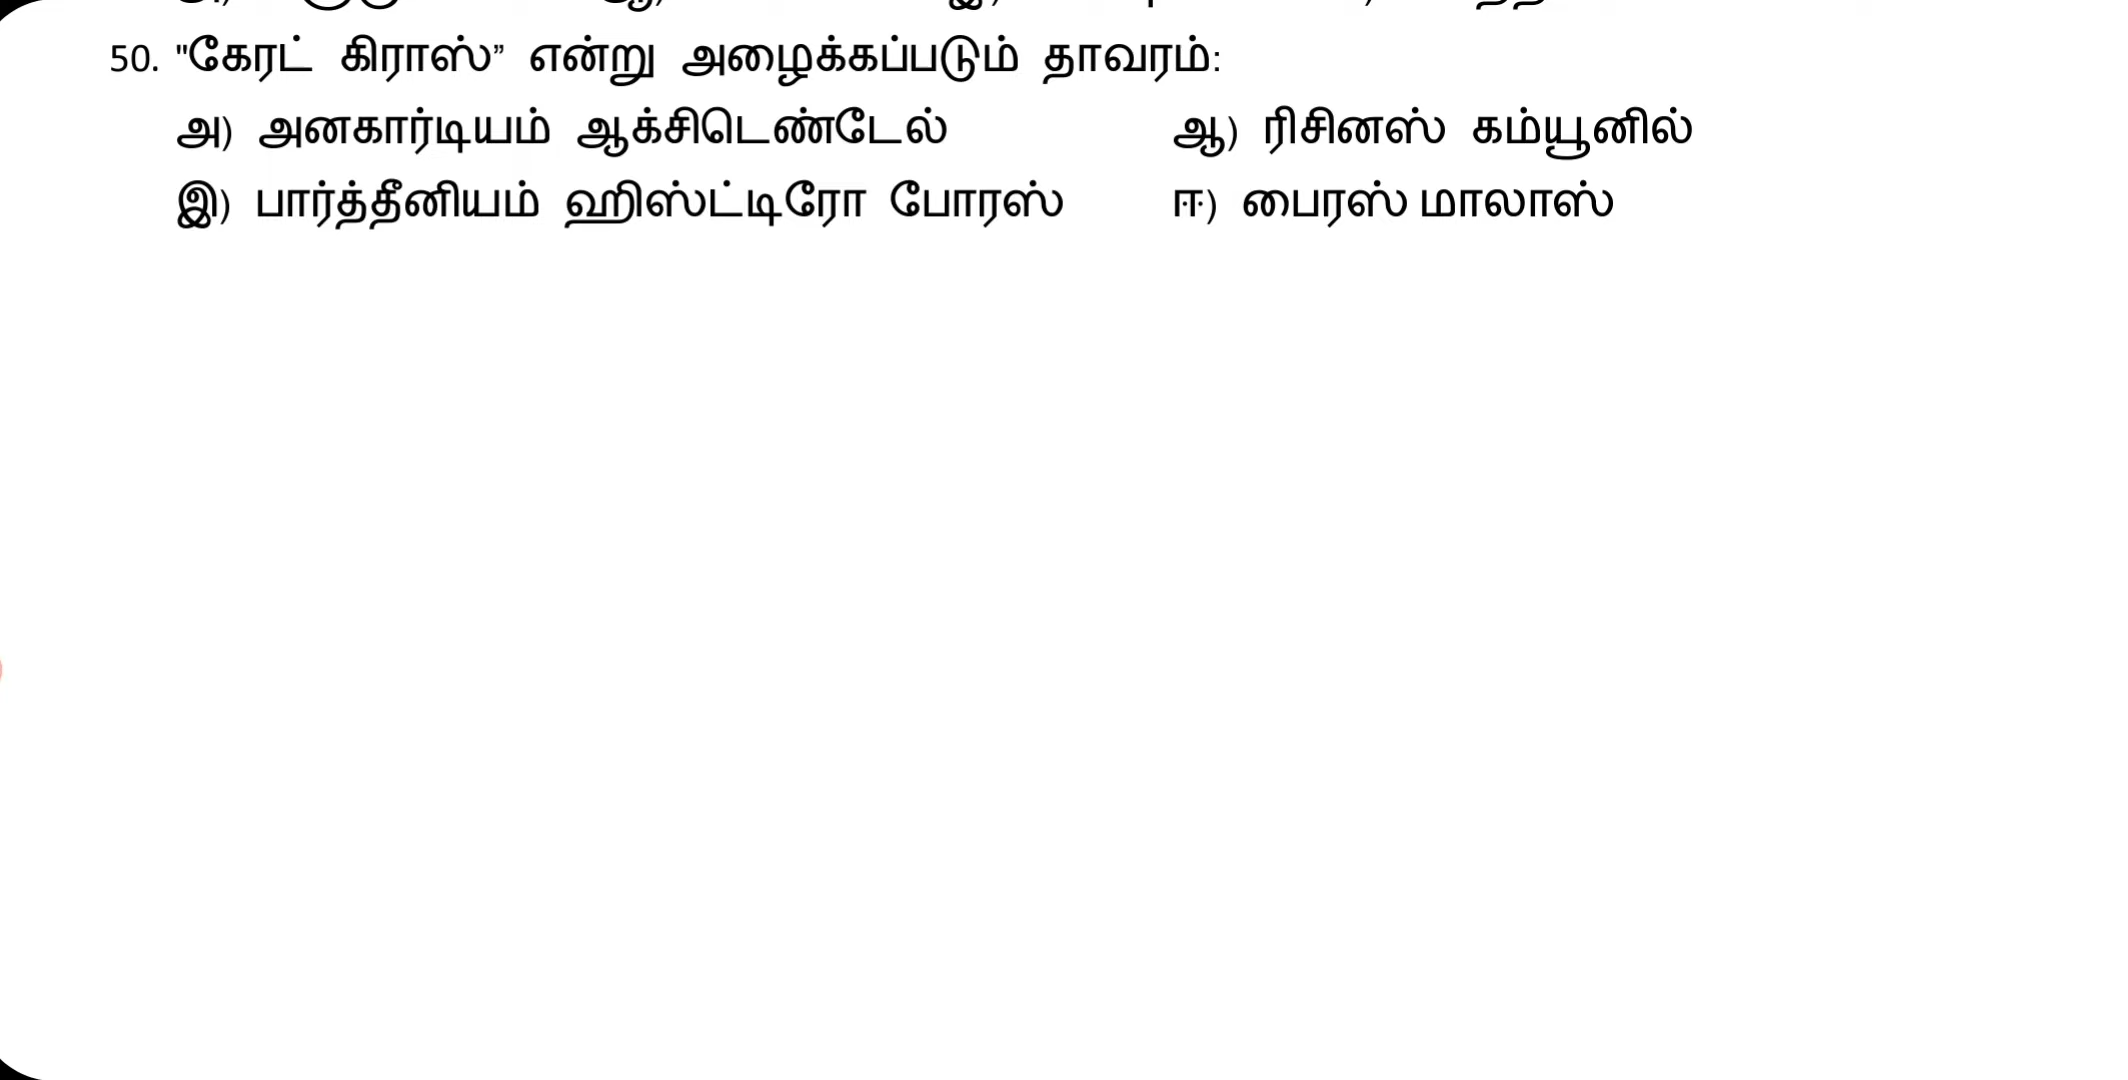 50. "கேரட் கிராஸ்” என்று அழைக்கப்படும் தாவரம்:
அ) அனகார்டியம் ஆக்சிடெண்டேல் ஆ) ரிசினஸ் கம்யூனில்
இ) பார்த்தீனியம் ஹிஸ்ட்டிரோ போரஸ் ஈ) பைரஸ் மாலாஸ்